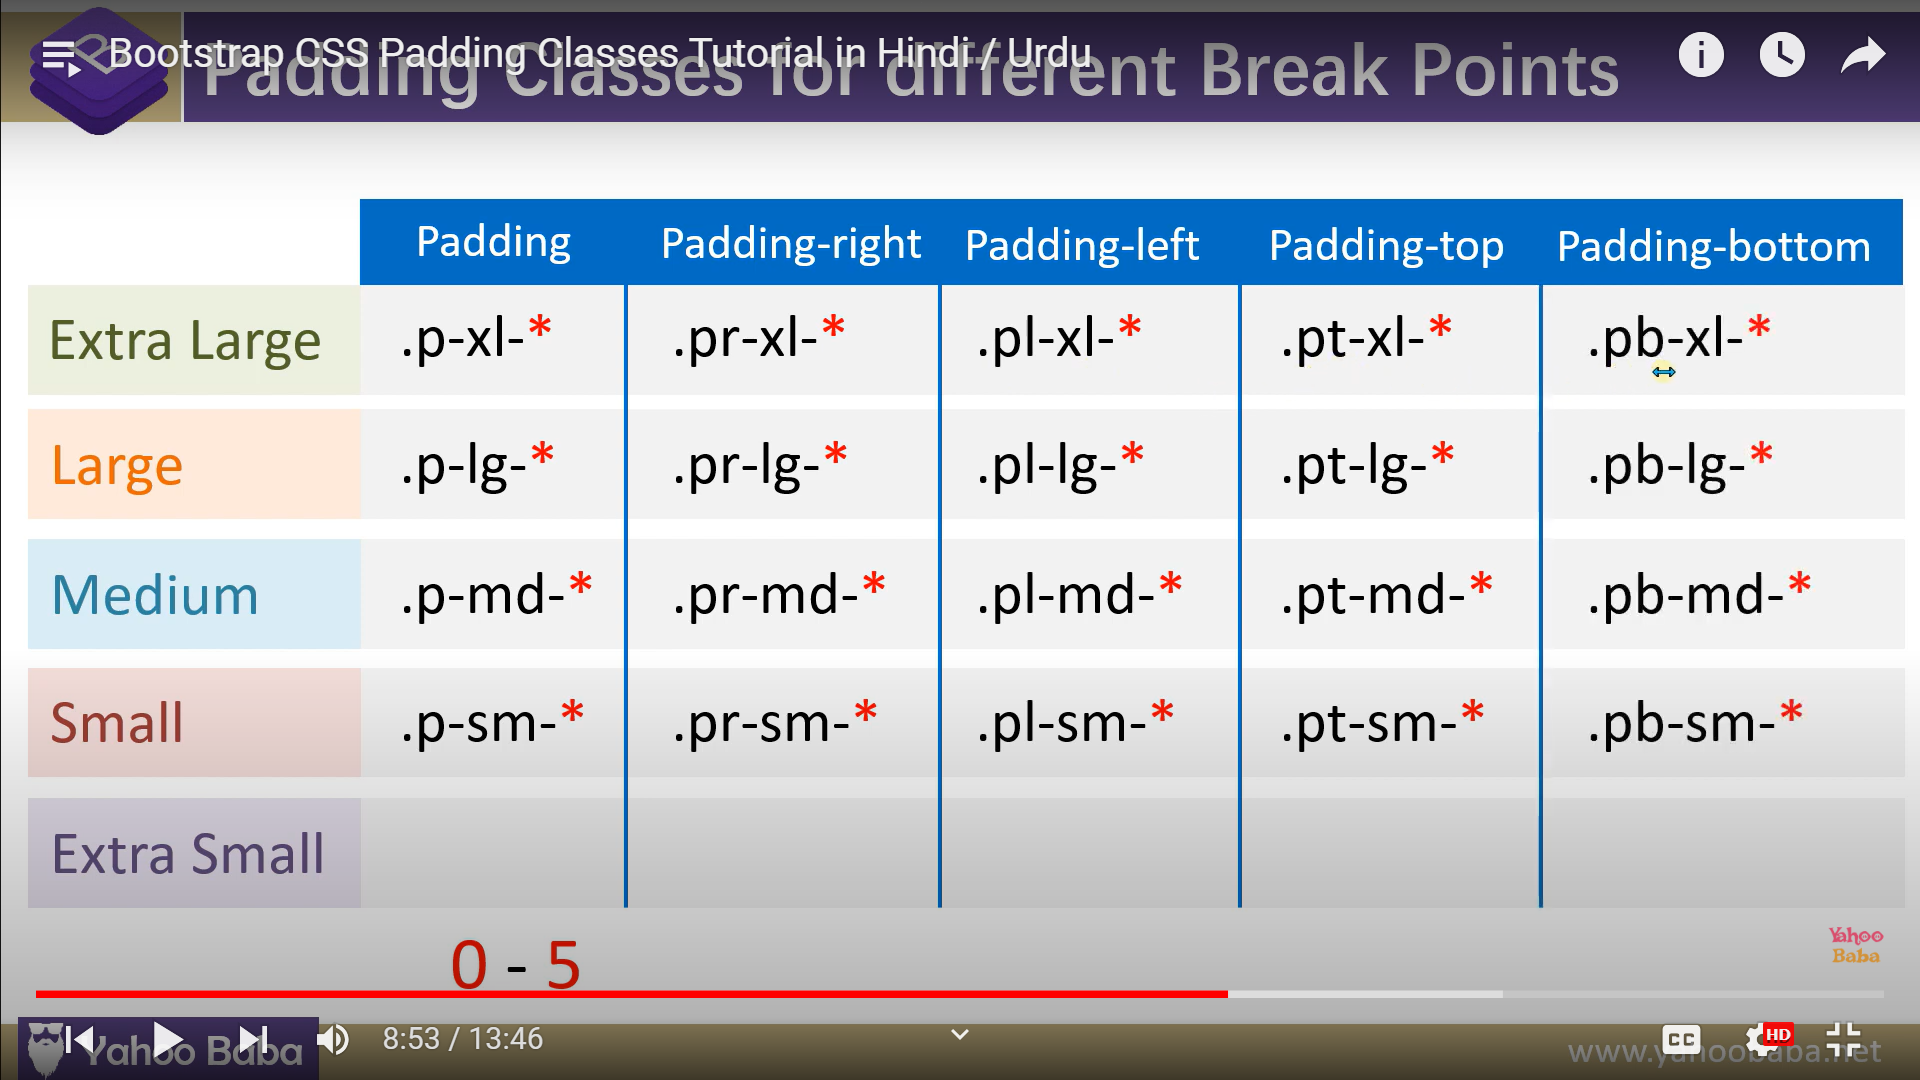 Bootstrap CSS Padding Classes Tutorial in Hindi / Urdu
Padding Classes for different Break Points
Padding Padding-right Padding-left Padding-top Padding-bottom
Extra Large .p-xl-* .pr-xl-* .pl-xl-* .pt-xl-* .pb-xl-*
Large .p-lg-* .pr-lg-* .pl-lg-* .pt-lg-* .pb-lg-*
Medium .p-md-* .pr-md-* .pl-md-* .pt-md-* .pb-md-*
Small .p-sm-* .pr-sm-* .pl-sm-* .pt-sm-* .pb-sm-*
Extra Small
0 - 5
Yahoo
Baba
Yahoo Baba
8:53 / 13:46
CC
HD
www.yahoobaba.net